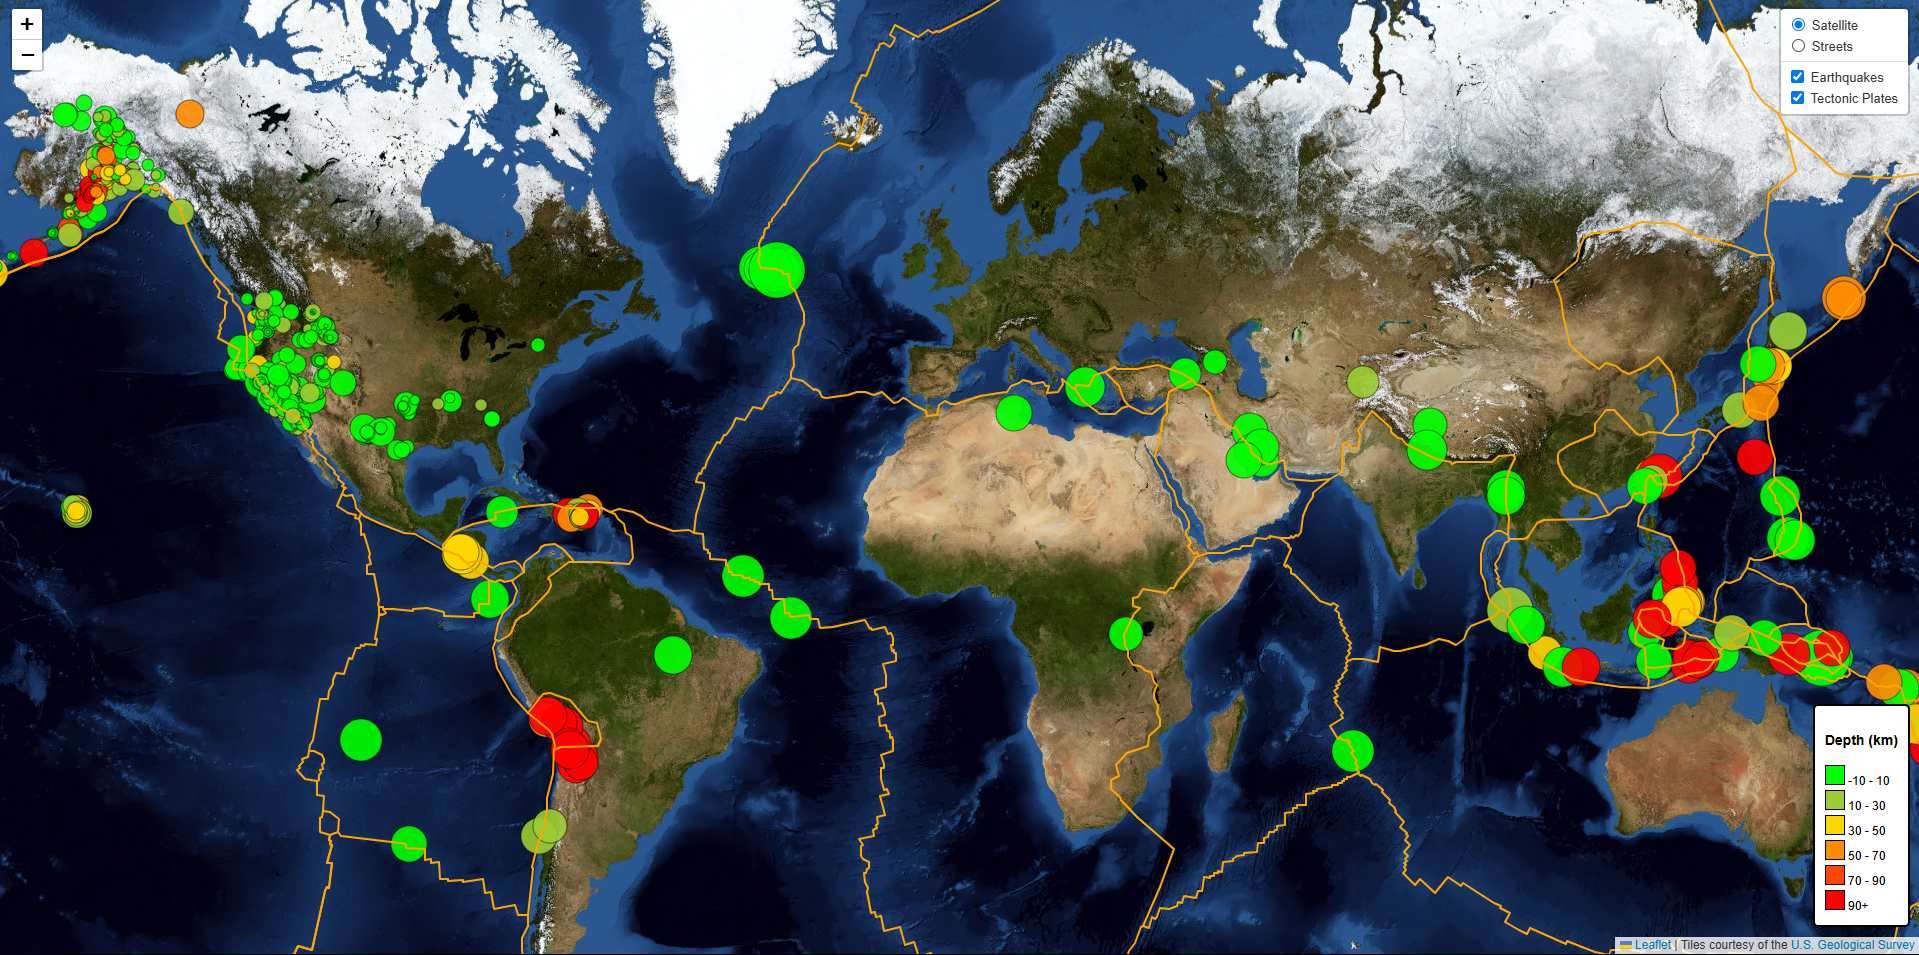 +
−
Satellite
Streets
Earthquakes
Tectonic Plates
Depth (km)
-10 - 10
10 - 30
30 - 50
50 - 70
70 - 90
90+
Leaflet | Tiles courtesy of the U.S. Geological Survey